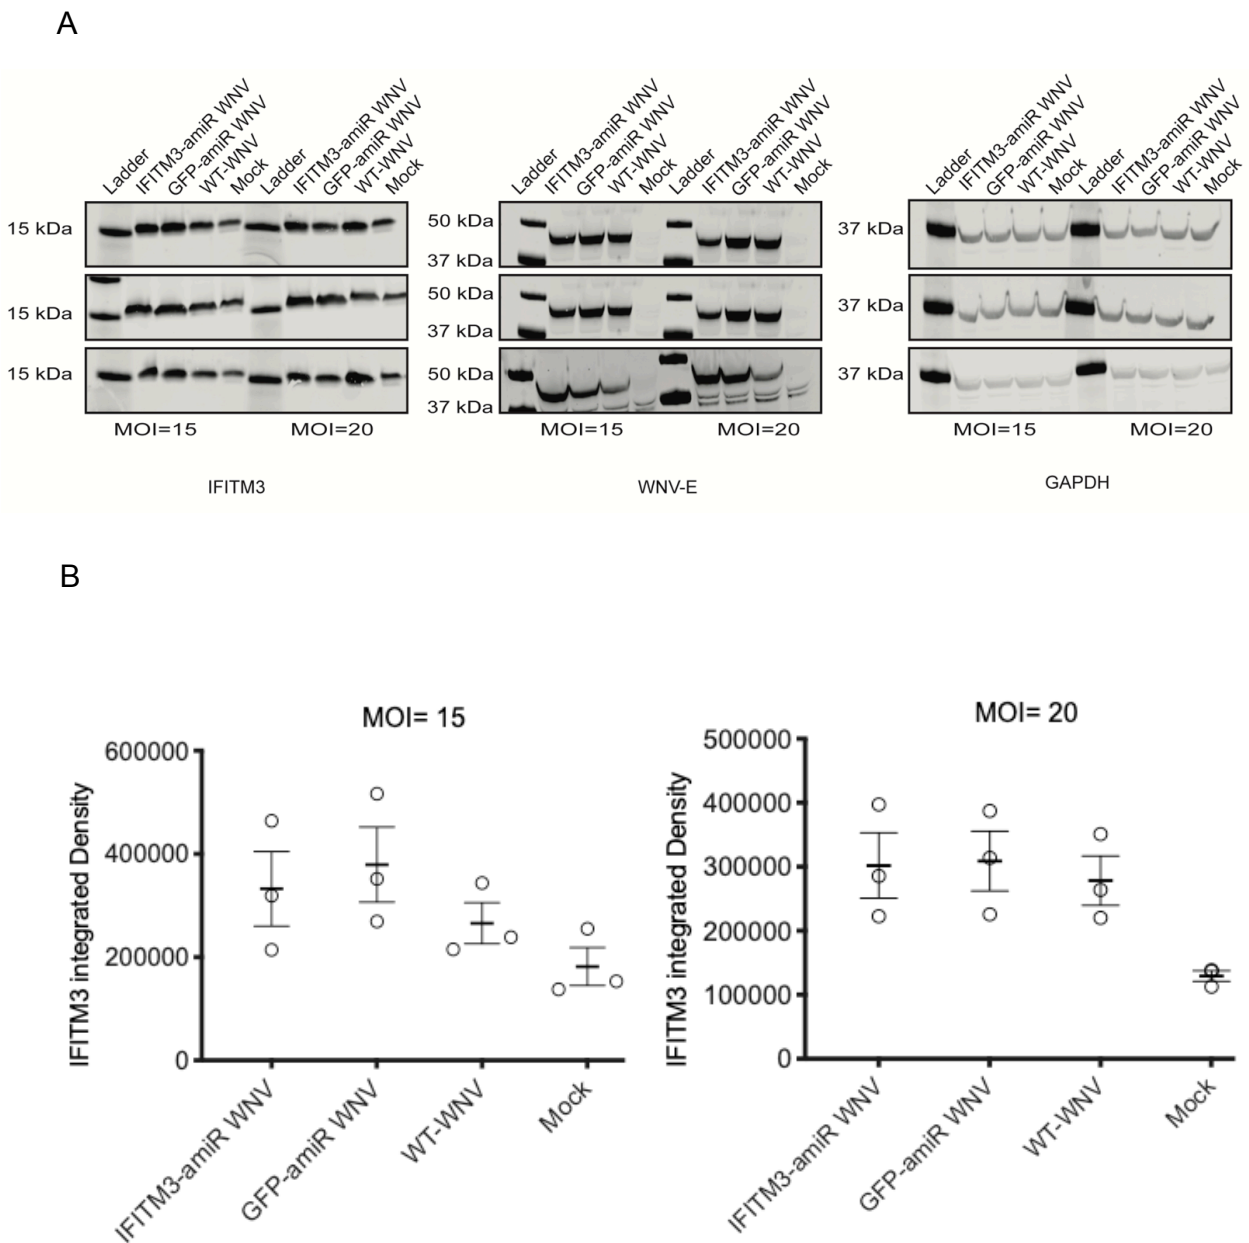 A
Ladder
IFITM3-amiR WNV
GFP-amiR WNV
WT-WNV
Mock
Ladder
IFITM3-amiR WNV
GFP-amiR WNV
WT-WNV
Mock
15 kDa
15 kDa
15 kDa
MOI=15 MOI=20
IFITM3
Ladder
IFITM3-amiR WNV
GFP-amiR WNV
WT-WNV
Mock
Ladder
IFITM3-amiR WNV
GFP-amiR WNV
WT-WNV
Mock
50 kDa
37 kDa
50 kDa
37 kDa
50 kDa
37 kDa
MOI=15 MOI=20
WNV-E
Ladder
IFITM3-amiR WNV
GFP-amiR WNV
WT-WNV
Mock
Ladder
IFITM3-amiR WNV
GFP-amiR WNV
WT-WNV
Mock
37 kDa
37 kDa
37 kDa
MOI=15 MOI=20
GAPDH
B
MOI= 15
IFITM3 integrated Density
600000
400000
200000
0
IFITM3-amiR WNV
GFP-amiR WNV
WT-WNV
Mock
MOI= 20
IFITM3 integrated Density
500000
400000
300000
200000
100000
0
IFITM3-amiR WNV
GFP-amiR WNV
WT-WNV
Mock